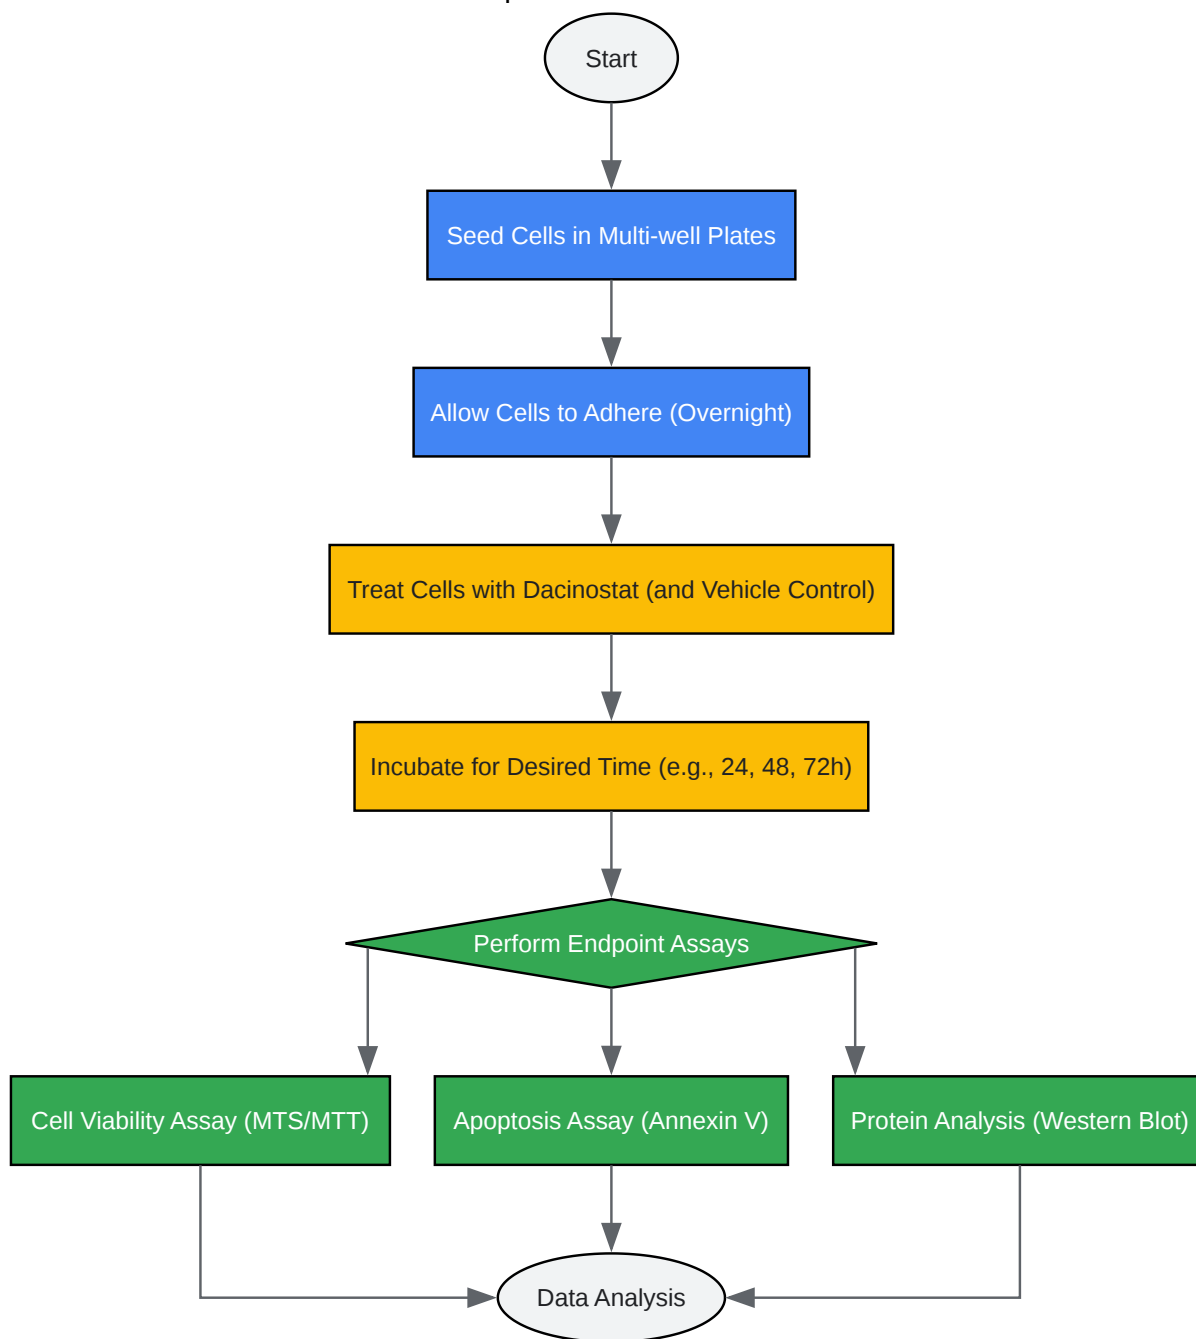 Start
Seed Cells in Multi-well Plates
Allow Cells to Adhere (Overnight)
Treat Cells with Dacinostat (and Vehicle Control)
Incubate for Desired Time (e.g., 24, 48, 72h)
Perform Endpoint Assays
Cell Viability Assay (MTS/MTT)
Apoptosis Assay (Annexin V)
Protein Analysis (Western Blot)
Data Analysis